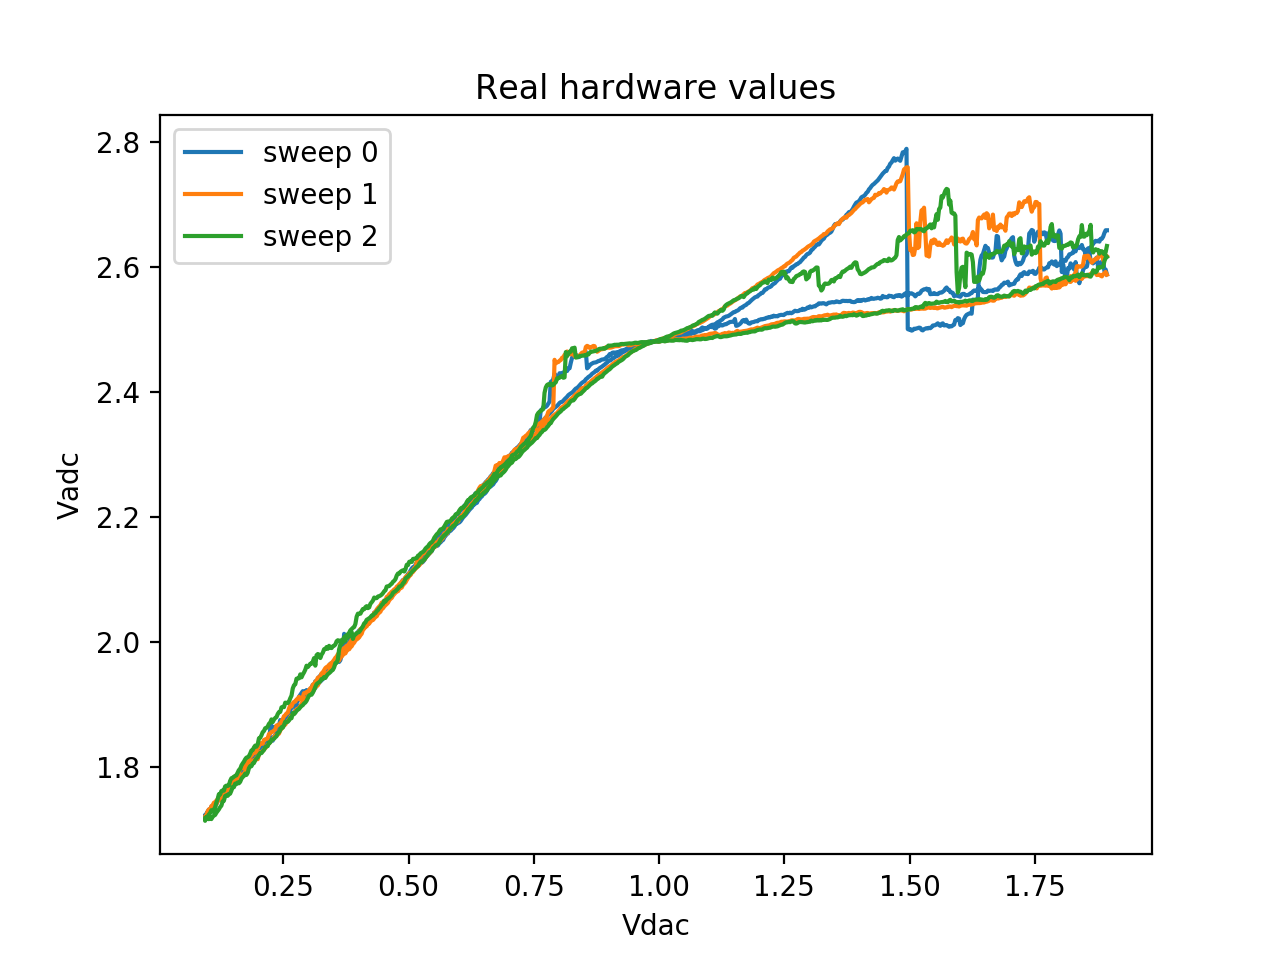 Real hardware values
sweep 0
sweep 1
sweep 2
2.8
2.6
2.4
2.2
2.0
1.8
Vadc
0.25 0.50 0.75 1.00 1.25 1.50 1.75
Vdac